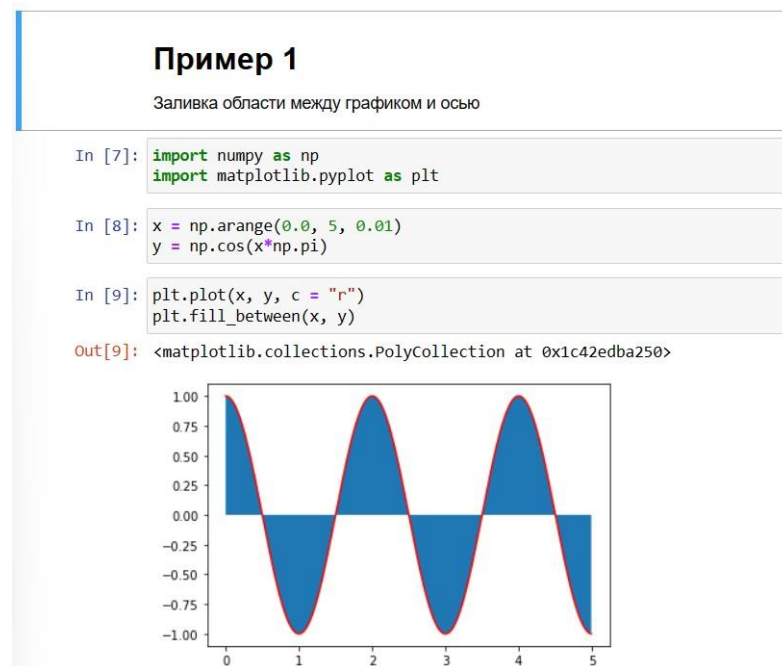 Пример 1
Заливка области между графиком и осью
In [7]: import numpy as np
import matplotlib.pyplot as plt
In [8]: x = np.arange(0.0, 5, 0.01)
y = np.cos(x*np.pi)
In [9]: plt.plot(x, y, c = "r")
plt.fill_between(x, y)
Out[9]: <matplotlib.collections.PolyCollection at 0x1c42edba250>
1.00
0.75
0.50
0.25
0.00
−0.25
−0.50
−0.75
−1.00
0 1 2 3 4 5